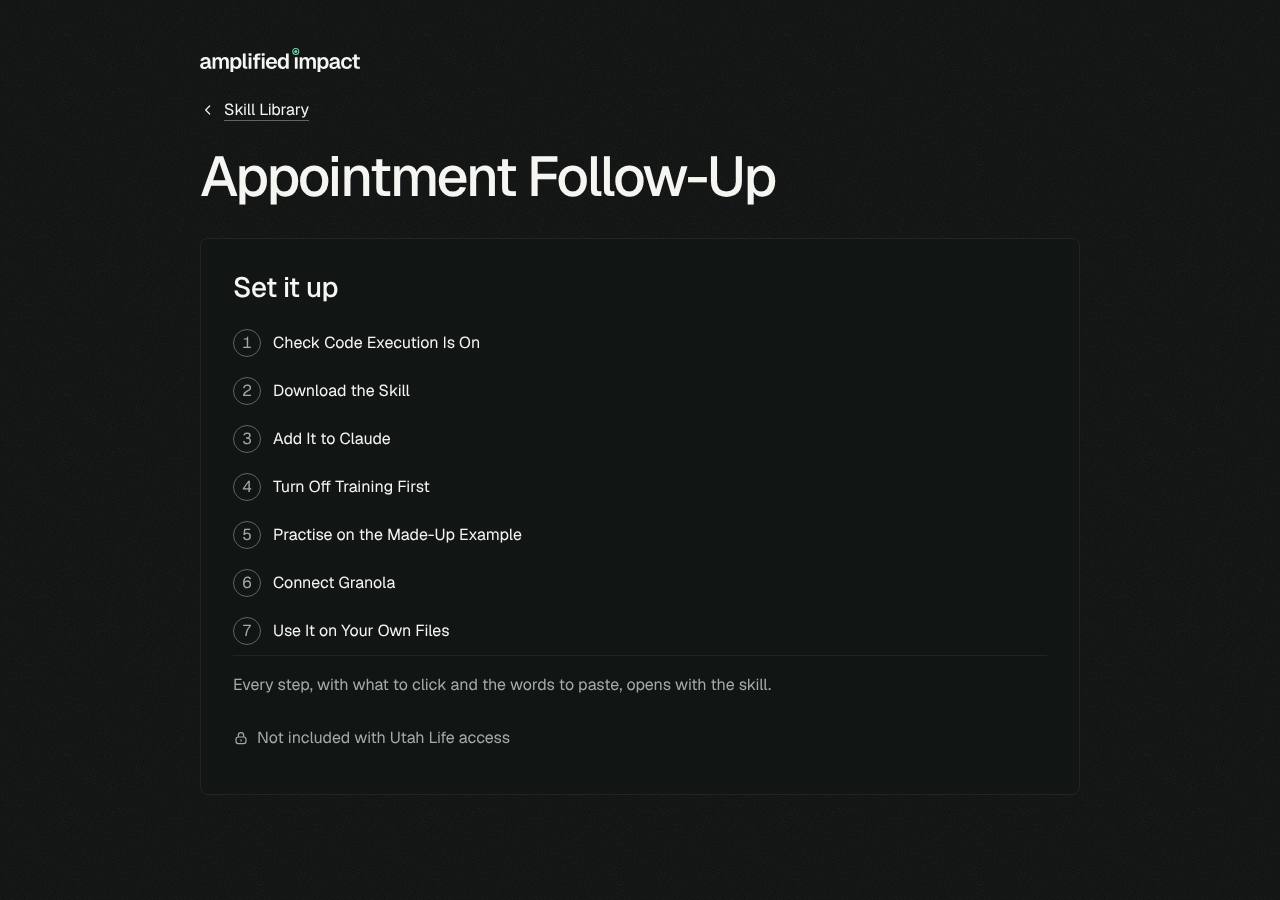 amplified impact
Skill Library
Appointment Follow-Up
Set it up
1 Check Code Execution Is On
2 Download the Skill
3 Add It to Claude
4 Turn Off Training First
5 Practise on the Made-Up Example
6 Connect Granola
7 Use It on Your Own Files
Every step, with what to click and the words to paste, opens with the skill.
Not included with Utah Life access